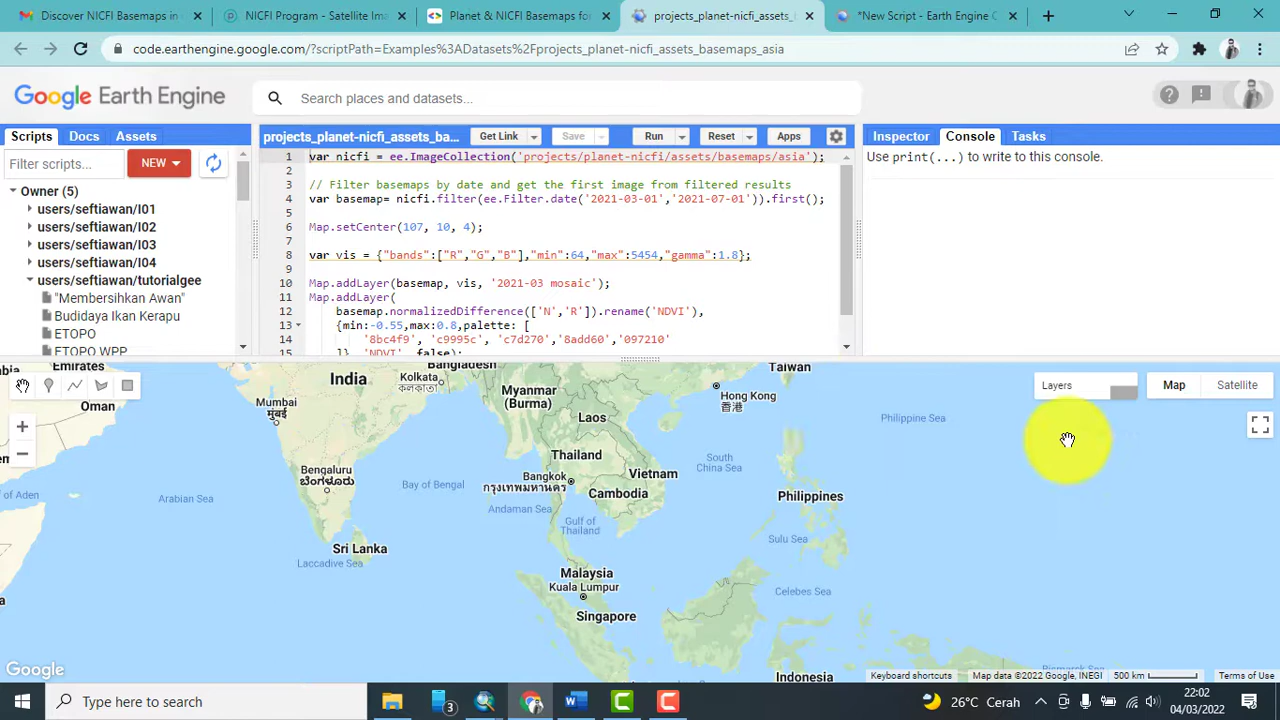 Discover NICFI Basemaps in
NICFI Program - Satellite Ima
Planet & NICFI Basemaps for
projects_planet-nicfi_assets_
*New Script - Earth Engine C
code.earthengine.google.com/?scriptPath=Examples%3ADatasets%2Fprojects_planet-nicfi_assets_basemaps_asia
Google Earth Engine
Search places and datasets...
Scripts Docs Assets
projects_planet-nicfi_assets_ba...
Get Link Save Run Reset Apps
Inspector Console Tasks
Filter scripts...
NEW
Owner (5)
users/seftiawan/I01
users/seftiawan/I02
users/seftiawan/I03
users/seftiawan/I04
users/seftiawan/tutorialgee
"Membersihkan Awan"
Budidaya Ikan Kerapu
ETOPO
ETOPO WPP
1 var nicfi = ee.ImageCollection('projects/planet-nicfi/assets/basemaps/asia');
2
3 // Filter basemaps by date and get the first image from filtered results
4 var basemap= nicfi.filter(ee.Filter.date('2021-03-01','2021-07-01')).first();
5
6 Map.setCenter(107, 10, 4);
7
8 var vis = {"bands":["R","G","B"],"min":64,"max":5454,"gamma":1.8};
9
10 Map.addLayer(basemap, vis, '2021-03 mosaic');
11 Map.addLayer(
12 basemap.normalizedDifference(['N','R']).rename('NDVI'),
13 {min:-0.55,max:0.8,palette: [
14 '8bc4f9', 'c9995c', 'c7d270','8add60','097210'
15 ]}, 'NDVI', false);
Use print(...) to write to this console.
Layers
Map Satellite
Emirates
Oman
India
Kolkata
কলকাতা
Bangladesh
Mumbai
मुंबई
Myanmar
(Burma)
Laos
Taiwan
Hong Kong
香港
Philippine Sea
Thailand
Vietnam
South
China Sea
Bengaluru
ಬೆಂಗಳೂರು
Bangkok
กรุงเทพมหานคร
Cambodia
Philippines
Arabian Sea
Bay of Bengal
of Aden
Andaman Sea
Gulf of
Thailand
Sulu Sea
Sri Lanka
Laccadive Sea
Malaysia
Kuala Lumpur
Celebes Sea
Singapore
Indonesia
Bismarck Sea
Google
Keyboard shortcuts
Map data ©2022 Google, INEGI
500 km
Terms of Use
Type here to search
3
26°C Cerah
22:02
04/03/2022